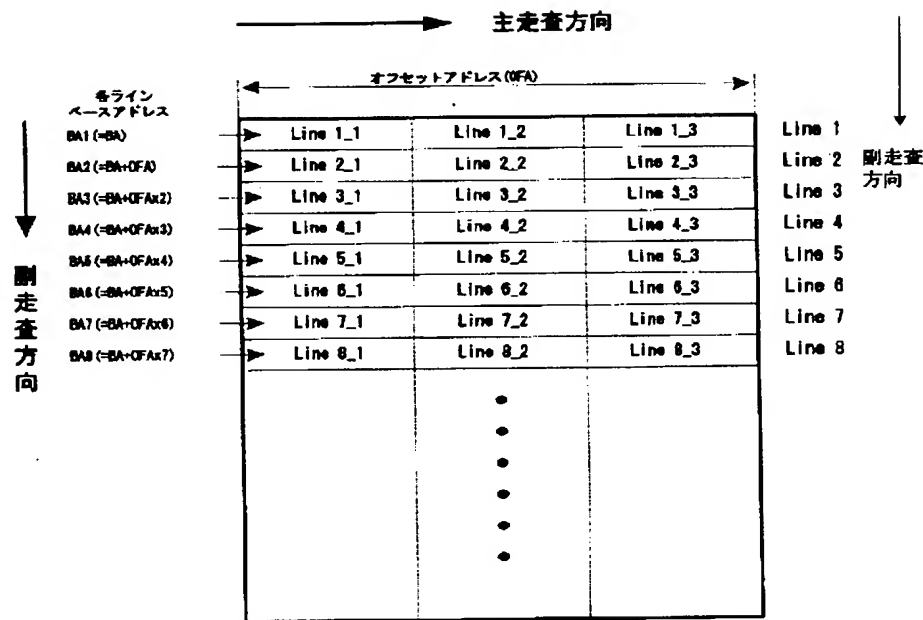 主走査方向
オフセットアドレス(OFA)
各ライン
ベースアドレス
BA1(=BA) Line 1_1 Line 1_2 Line 1_3 Line 1
BA2(=BA+OFA) Line 2_1 Line 2_2 Line 2_3 Line 2
BA3(=BA+OFAx2) Line 3_1 Line 3_2 Line 3_3 Line 3
BA4(=BA+OFAx3) Line 4_1 Line 4_2 Line 4_3 Line 4
BA5(=BA+OFAx4) Line 5_1 Line 5_2 Line 5_3 Line 5
BA6(=BA+OFAx5) Line 6_1 Line 6_2 Line 6_3 Line 6
BA7(=BA+OFAx6) Line 7_1 Line 7_2 Line 7_3 Line 7
BA8(=BA+OFAx7) Line 8_1 Line 8_2 Line 8_3 Line 8
副走査
方向
副走査方向